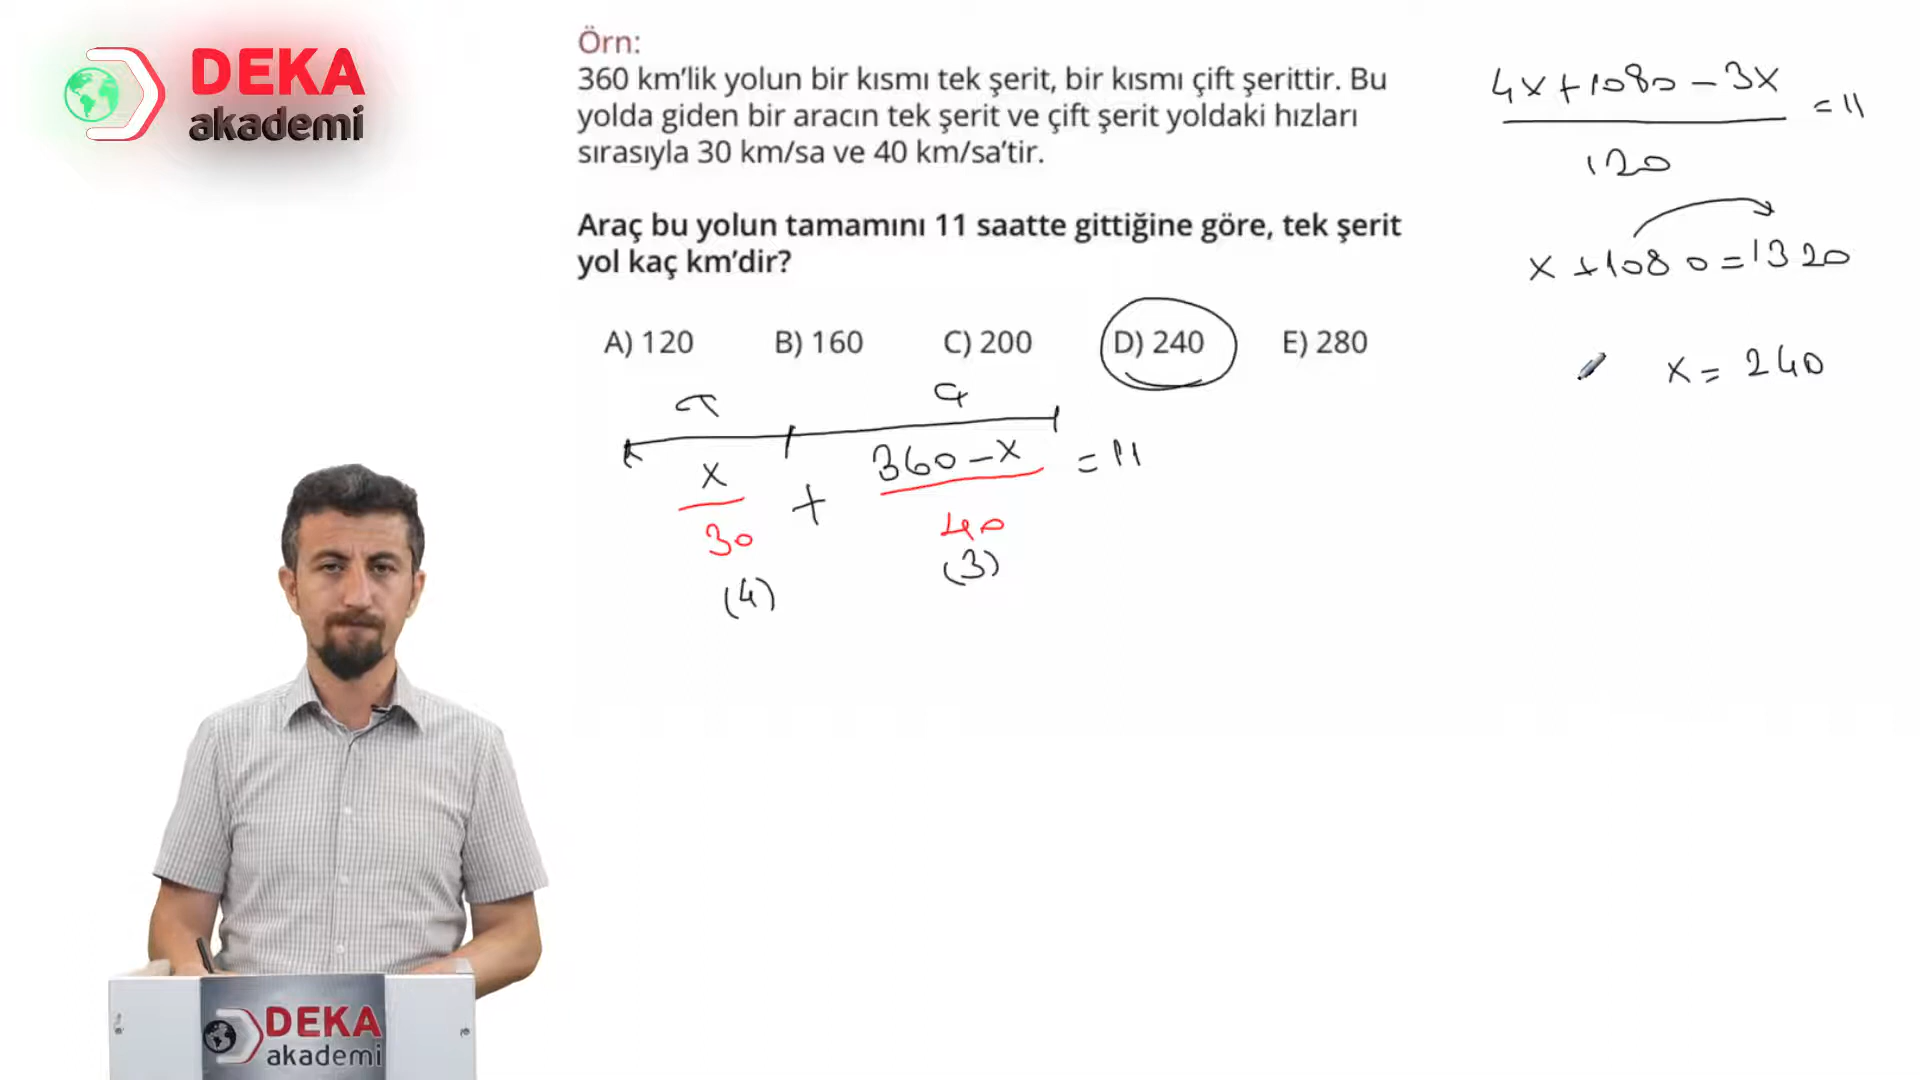 DEKA
akademi
Örn:
360 km'lik yolun bir kısmı tek şerit, bir kısmı çift şerittir. Bu
yolda giden bir aracın tek şerit ve çift şerit yoldaki hızları
sırasıyla 30 km/sa ve 40 km/sa'tir.
Araç bu yolun tamamını 11 saatte gittiğine göre, tek şerit
yol kaç km'dir?
A) 120 B) 160 C) 200 D) 240 E) 280
T Ç
x 360-x = 11
+
30 40
(4) (3)
4x+1080-3x = 11
120
x+1080=1320
x= 240
DEKA
akademi